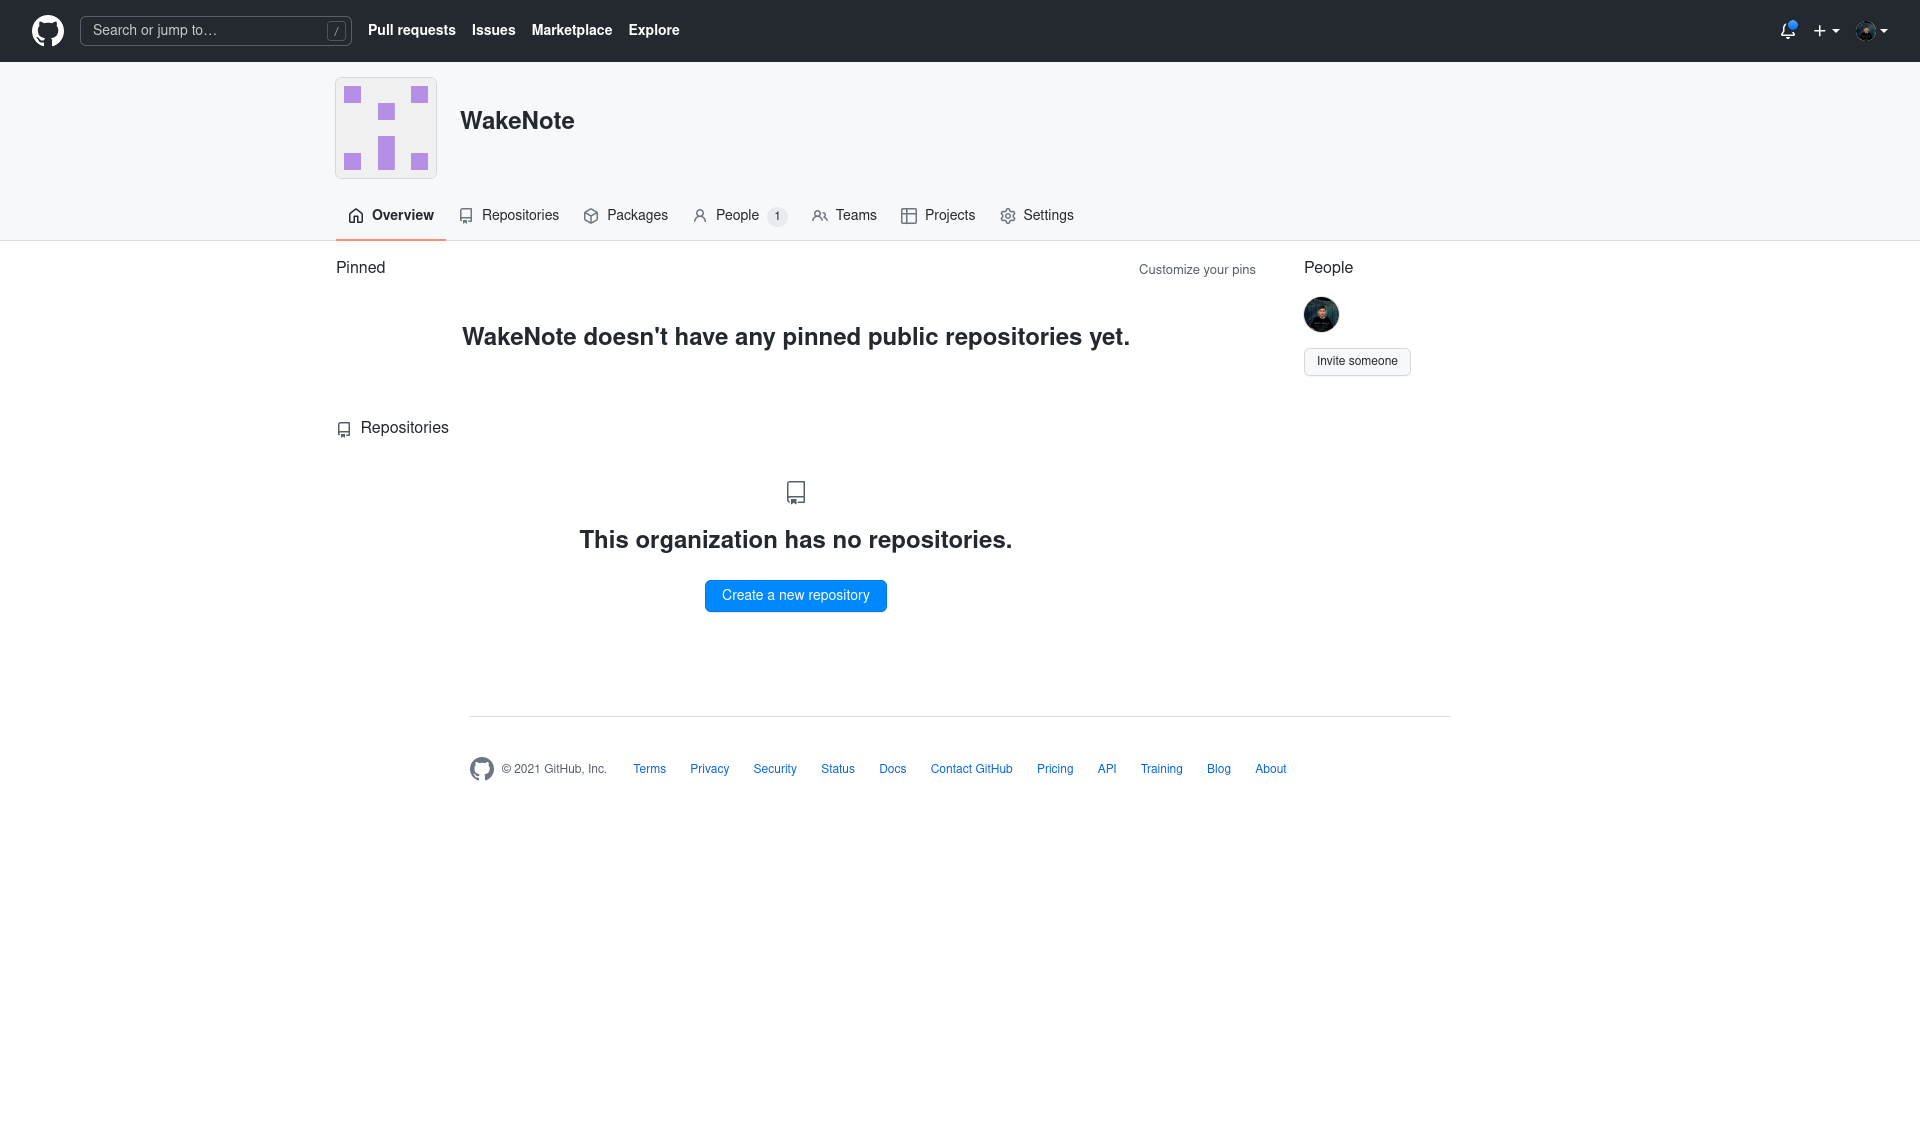 Search or jump to…
/
Pull requests Issues Marketplace Explore
WakeNote
Overview Repositories Packages People 1 Teams Projects Settings
Pinned
Customize your pins
People
WakeNote doesn't have any pinned public repositories yet.
Invite someone
Repositories
This organization has no repositories.
Create a new repository
© 2021 GitHub, Inc. Terms Privacy Security Status Docs Contact GitHub Pricing API Training Blog About